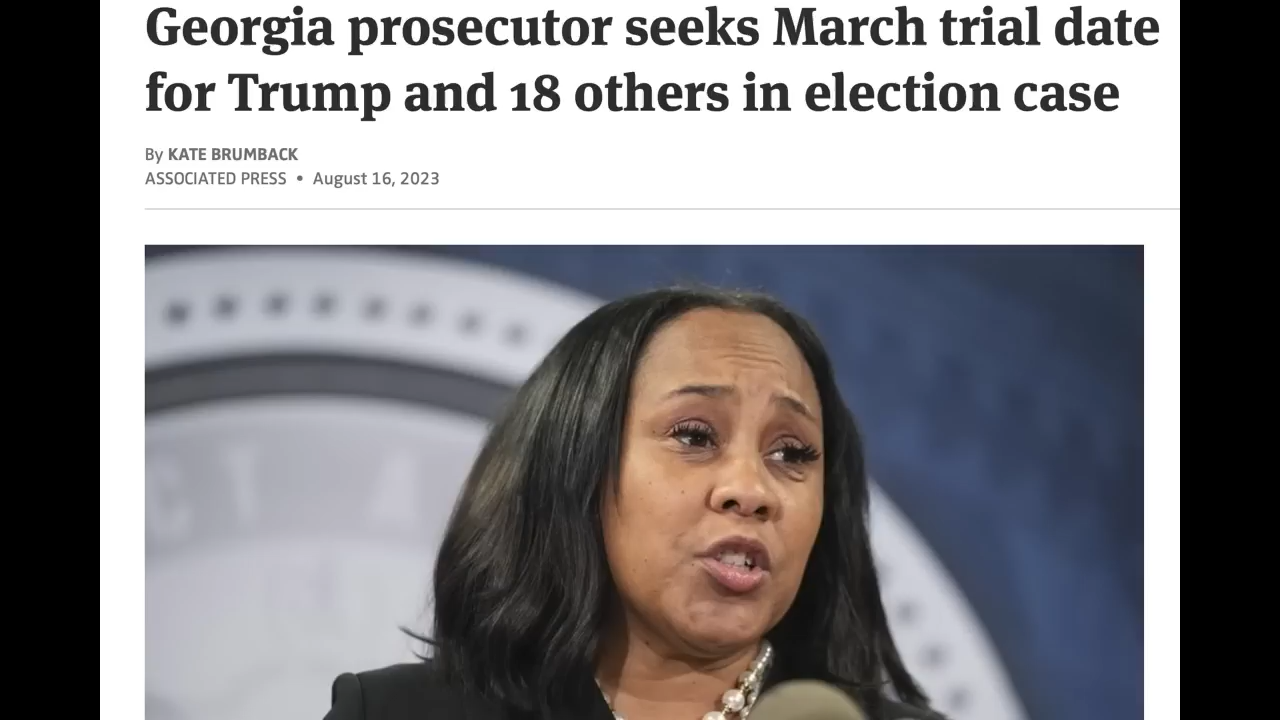 Georgia prosecutor seeks March trial date
for Trump and 18 others in election case
By KATE BRUMBACK
ASSOCIATED PRESS • August 16, 2023